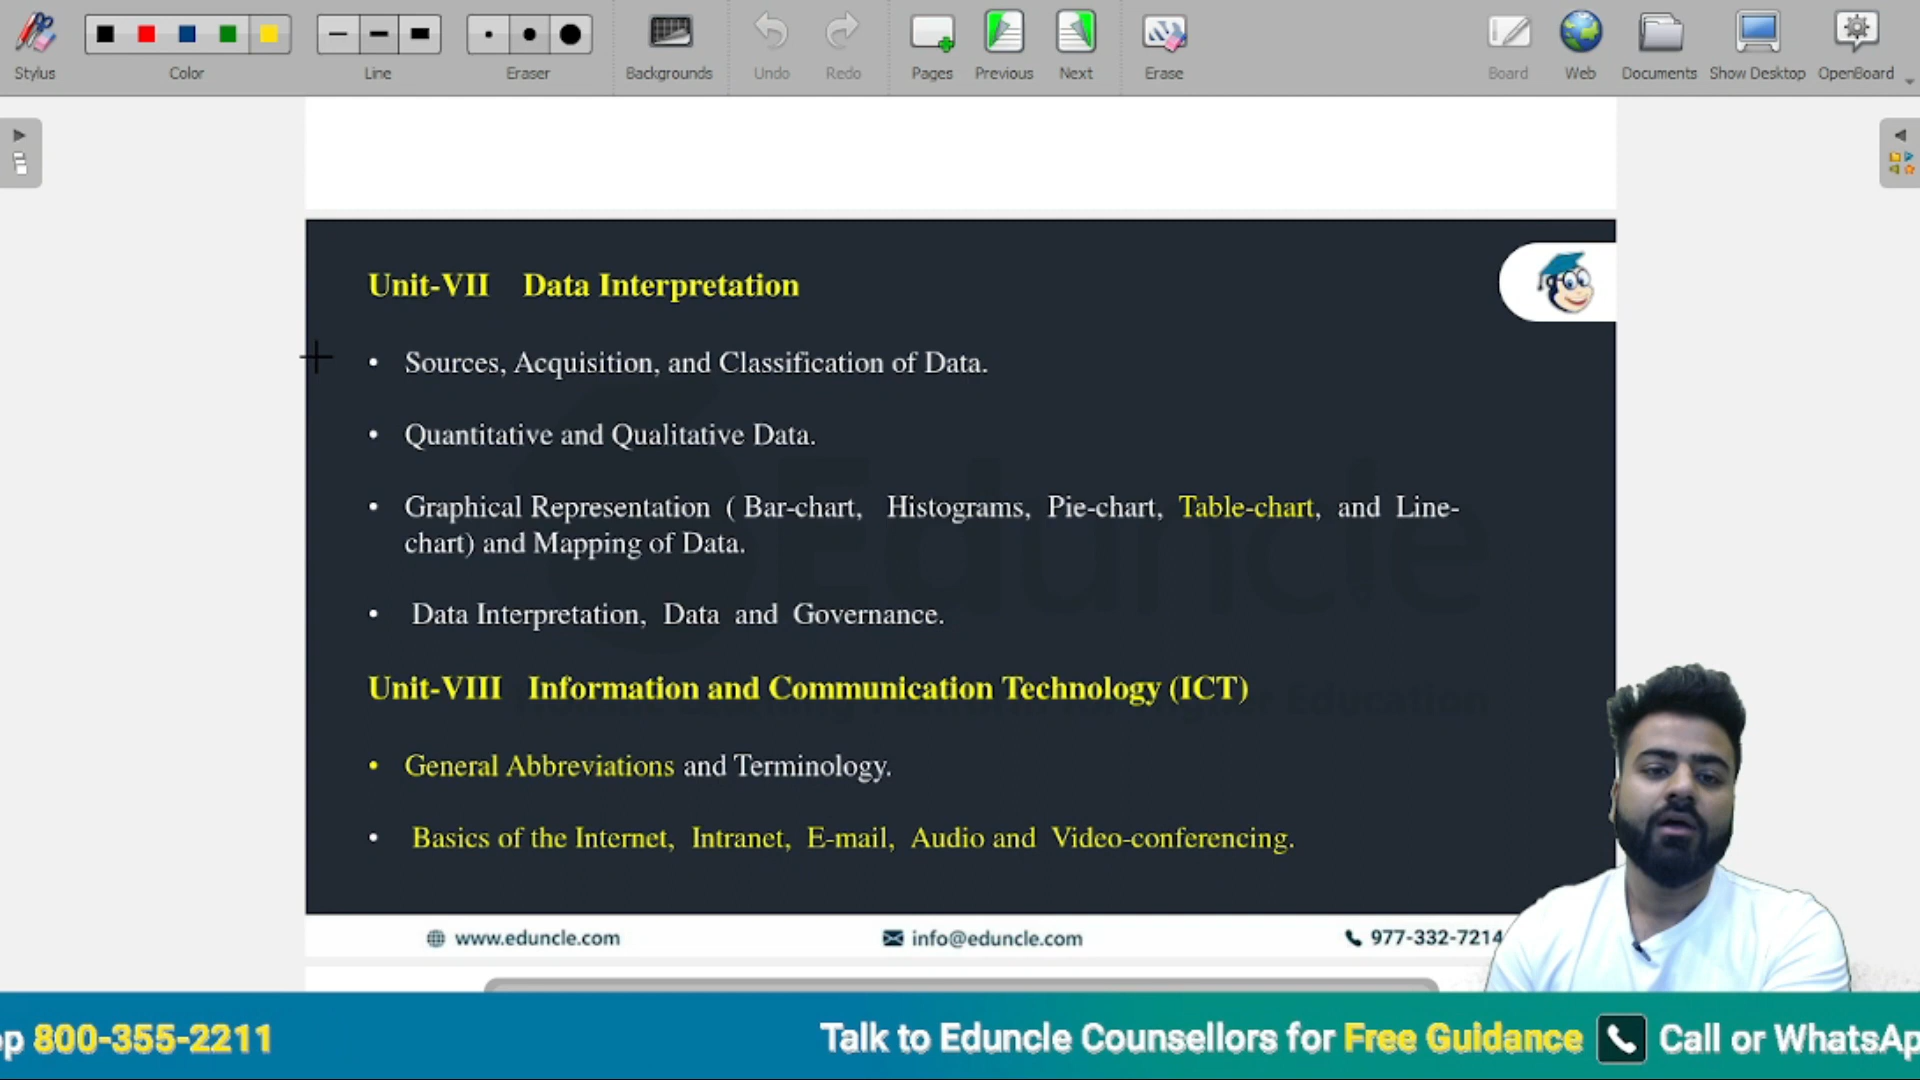 Stylus
Color
Line
Eraser
Backgrounds
Undo
Redo
Pages
Previous
Next
Erase
Board
Web
Documents
Show Desktop
OpenBoard
Unit-VII Data Interpretation
• Sources, Acquisition, and Classification of Data.
• Quantitative and Qualitative Data.
• Graphical Representation ( Bar-chart, Histograms, Pie-chart, Table-chart, and Line-
chart) and Mapping of Data.
• Data Interpretation, Data and Governance.
Unit-VIII Information and Communication Technology (ICT)
• General Abbreviations and Terminology.
• Basics of the Internet, Intranet, E-mail, Audio and Video-conferencing.
Eduncle
www.eduncle.com
info@eduncle.com
977-332-7214
pp 800-355-2211
Talk to Eduncle Counsellors for Free Guidance
Call or WhatsAp